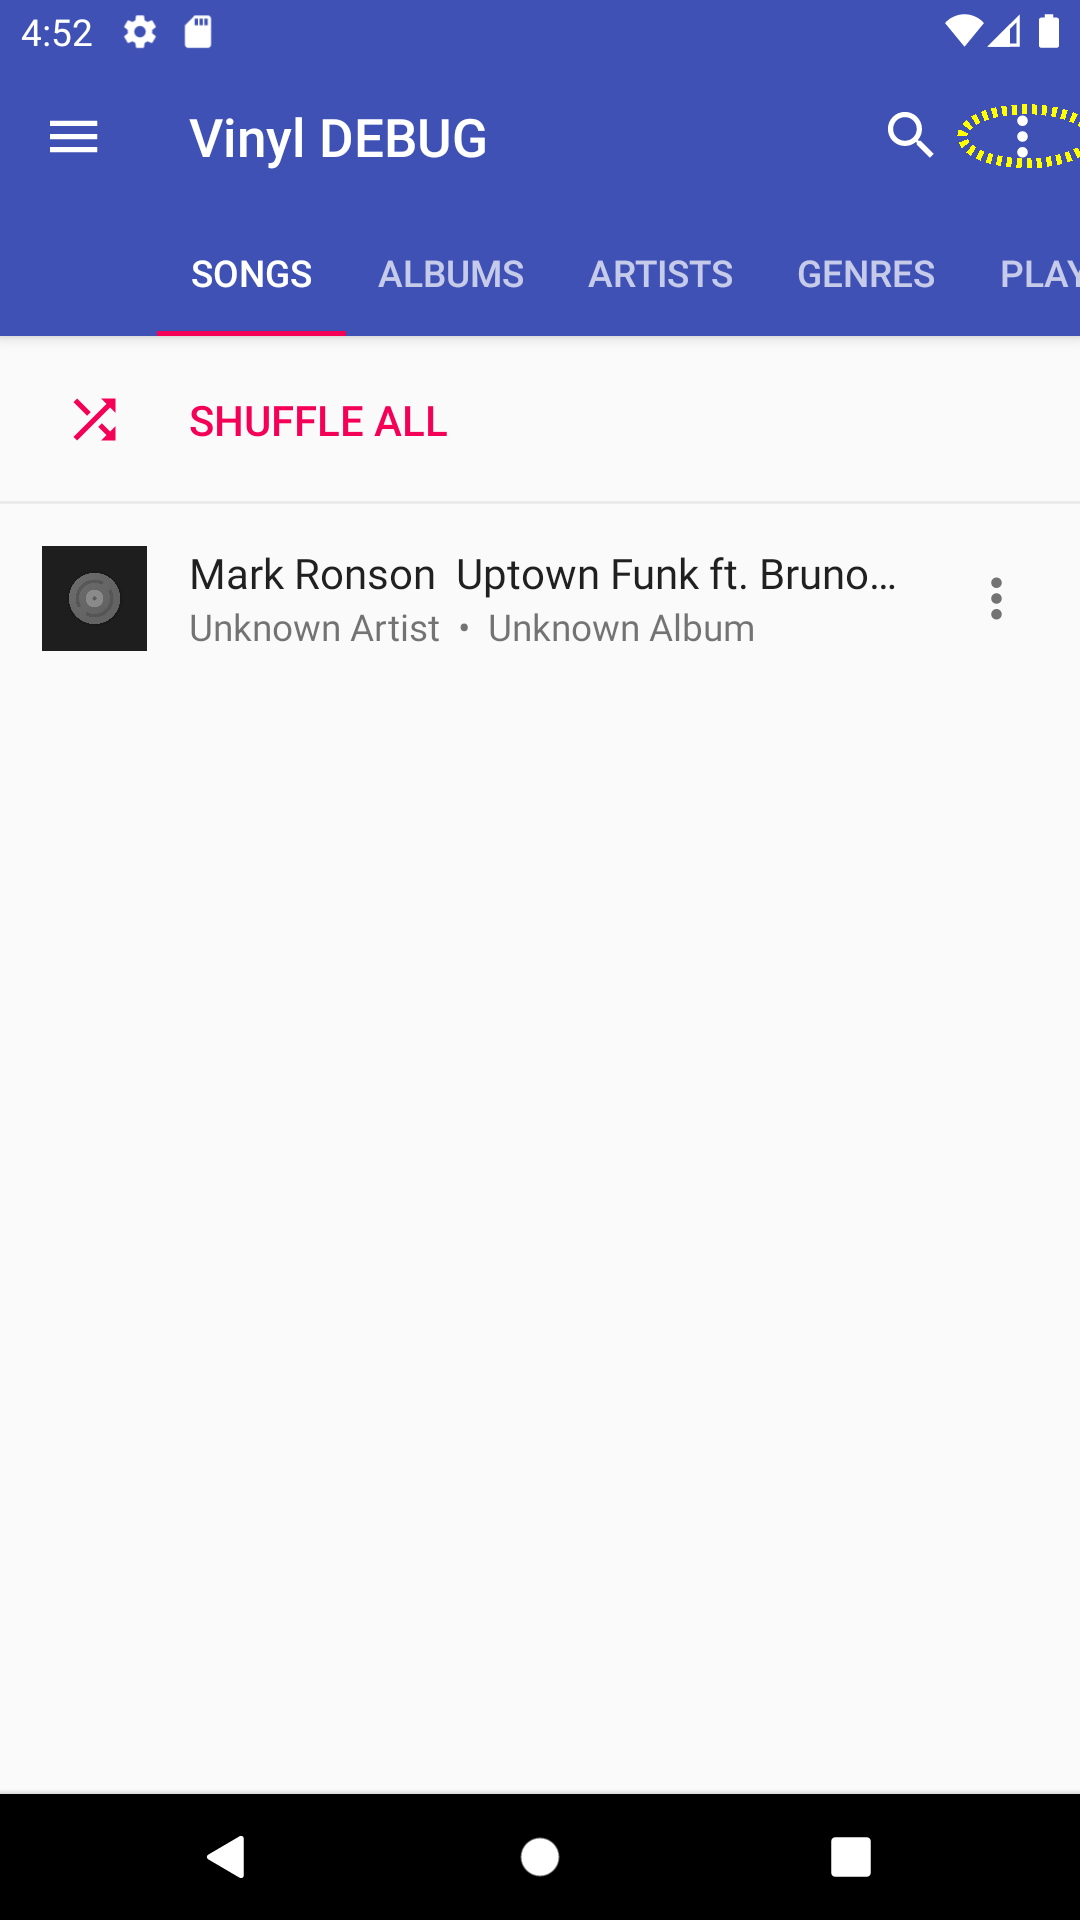 4:52
Vinyl DEBUG
SONGS ALBUMS ARTISTS GENRES PLAY
SHUFFLE ALL
Mark Ronson  Uptown Funk ft. Bruno…
Unknown Artist • Unknown Album